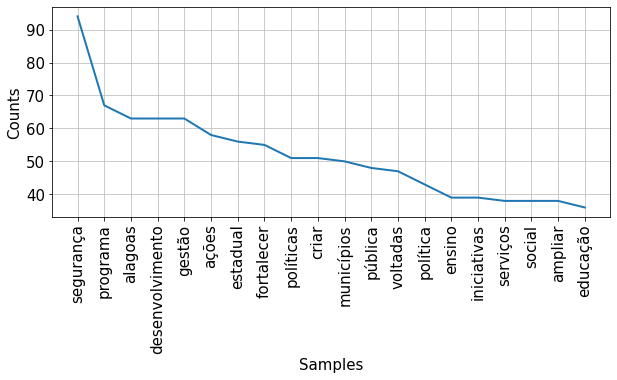 90
80
70
60
50
40
Counts
segurança
programa
alagoas
desenvolvimento
gestão
ações
estadual
fortalecer
políticas
criar
municípios
pública
voltadas
política
ensino
iniciativas
serviços
social
ampliar
educação
Samples